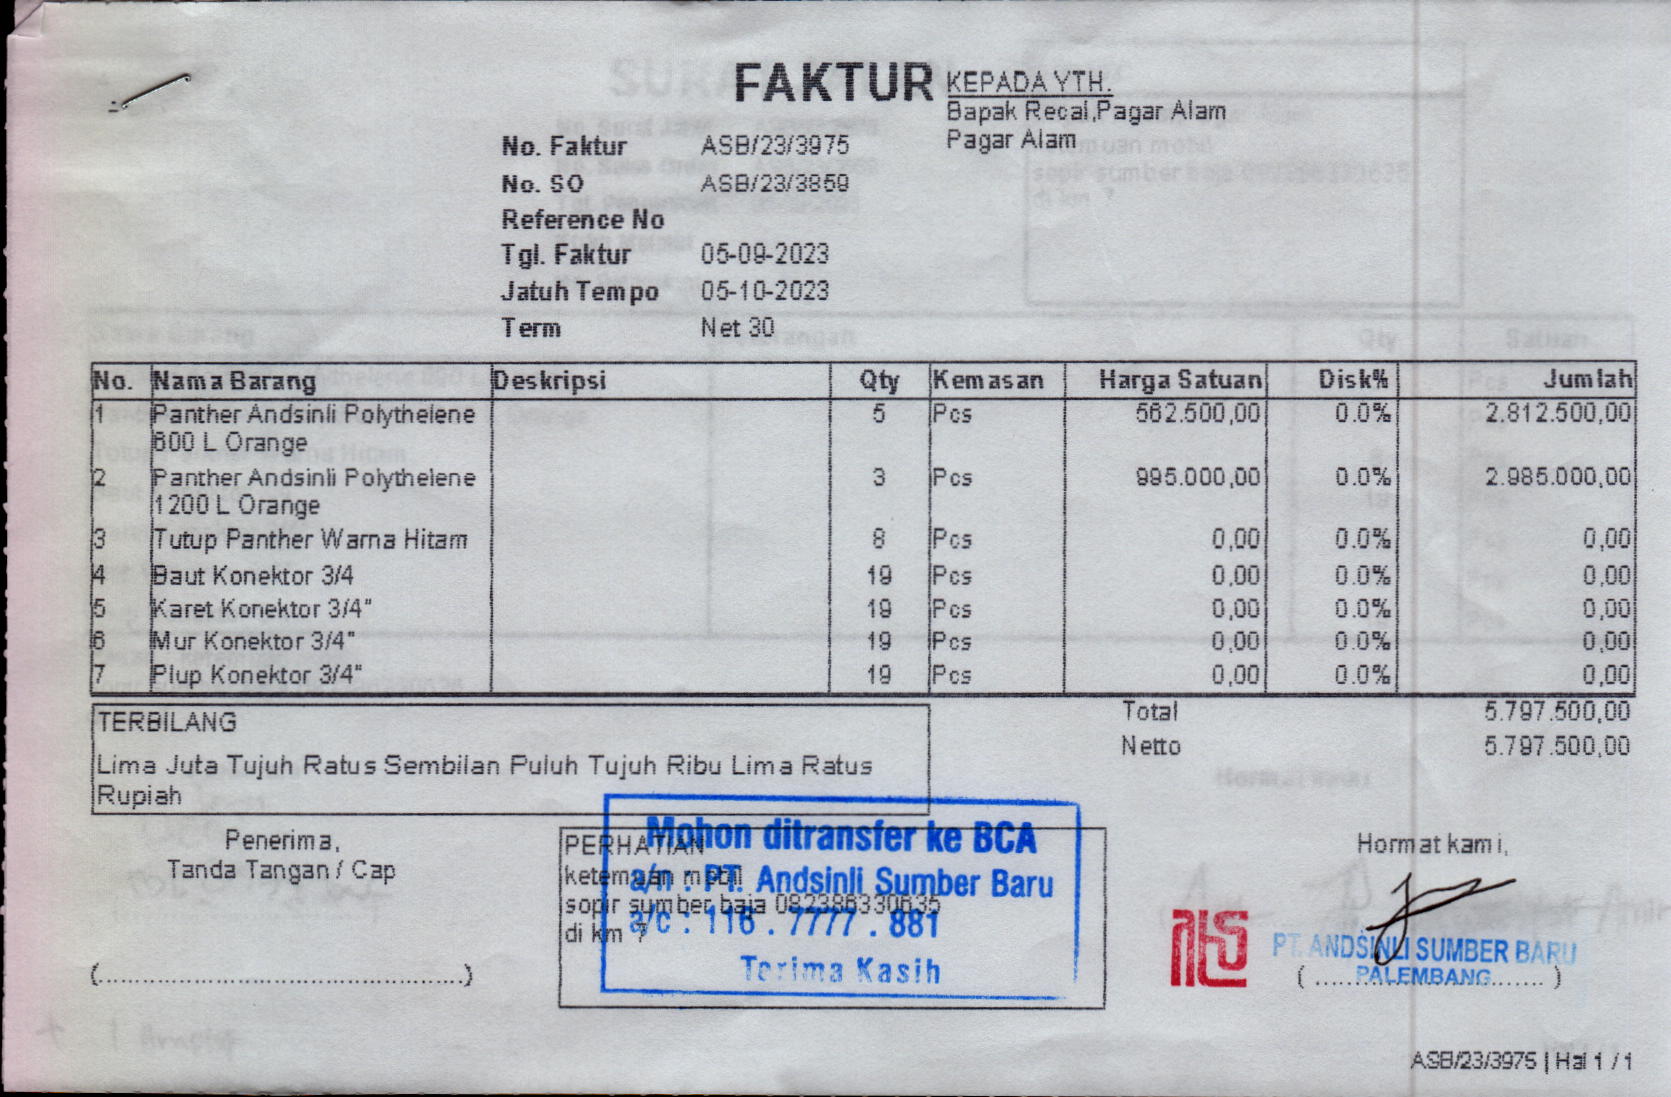 FAKTUR
KEPADA YTH.
Bapak Recal,Pagar Alam
Pagar Alam
No. Faktur ASB/23/3975
No. SO ASB/23/3859
Reference No
Tgl. Faktur 05-09-2023
Jatuh Tempo 05-10-2023
Term Net 30
No. Nama Barang Deskripsi Qty Kemasan Harga Satuan Disk% Jumlah
1 Panther Andsinli Polythelene 5 Pcs 562.500,00 0.0% 2.812.500,00
600 L Orange
2 Panther Andsinli Polythelene 3 Pcs 995.000,00 0.0% 2.985.000,00
1200 L Orange
3 Tutup Panther Warna Hitam 8 Pcs 0,00 0.0% 0,00
4 Baut Konektor 3/4 19 Pcs 0,00 0.0% 0,00
5 Karet Konektor 3/4" 19 Pcs 0,00 0.0% 0,00
6 Mur Konektor 3/4" 19 Pcs 0,00 0.0% 0,00
7 Plup Konektor 3/4" 19 Pcs 0,00 0.0% 0,00
Total 5.797.500,00
Netto 5.797.500,00
TERBILANG
Lima Juta Tujuh Ratus Sembilan Puluh Tujuh Ribu Lima Ratus
Rupiah
Penerima,
Tanda Tangan / Cap
(................................................)
PERHATIAN
ketemuan mobil
sopir sumber baja 082386330635
di km 7
Mohon ditransfer ke BCA
a/n : PT. Andsinli Sumber Baru
a/c : 116 . 7777 . 881
Terima Kasih
Hormat kami,
PT. ANDSINLI SUMBER BARU
PALEMBANG
ASB/23/3975 | Hal 1 / 1